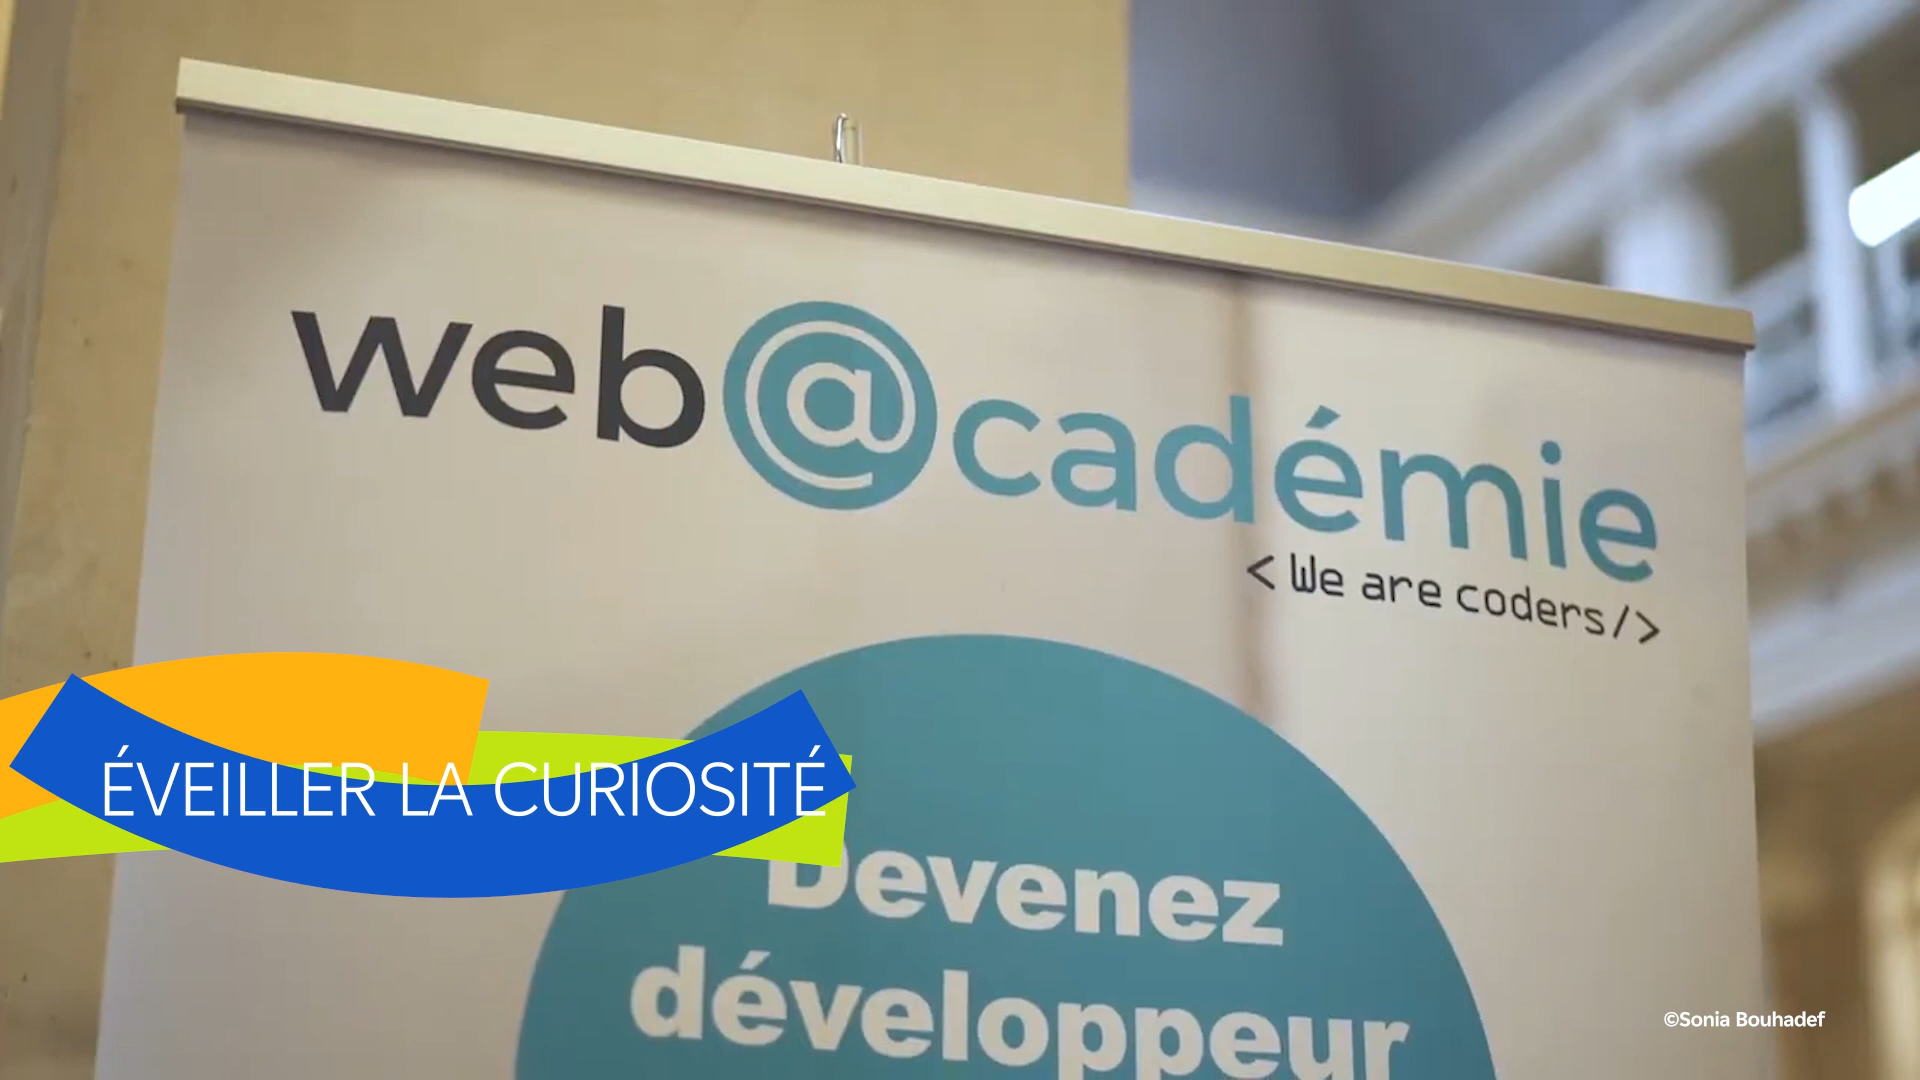 web@cadémie
< We are coders/>
ÉVEILLER LA CURIOSITÉ
Devenez
développeur
©Sonia Bouhadef